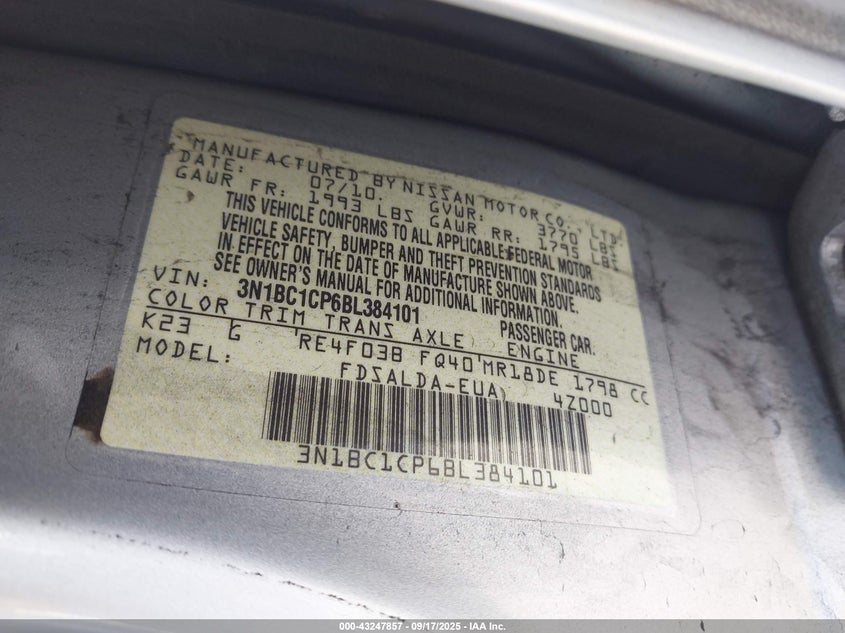 MANUFACTURED BY NISSAN MOTOR CO., LTD.
DATE: 07/10, GVWR: 3770 LBS
GAWR FR: 1993 LBS GAWR RR: 1795 LBS
THIS VEHICLE CONFORMS TO ALL APPLICABLE FEDERAL MOTOR
VEHICLE SAFETY, BUMPER AND THEFT PREVENTION STANDARDS
IN EFFECT ON THE DATE OF MANUFACTURE SHOWN ABOVE.
SEE OWNER'S MANUAL FOR ADDITIONAL INFORMATION.
VIN: 3N1BC1CP6BL384101 PASSENGER CAR.
COLOR TRIM TRANS AXLE ENGINE
K23 G RE4F03B FQ40 MR18DE 1798 CC
MODEL: FDSALDA-EUA 4Z000
3N1BC1CP6BL384101
000-43247857 - 09/17/2025 - IAA Inc.